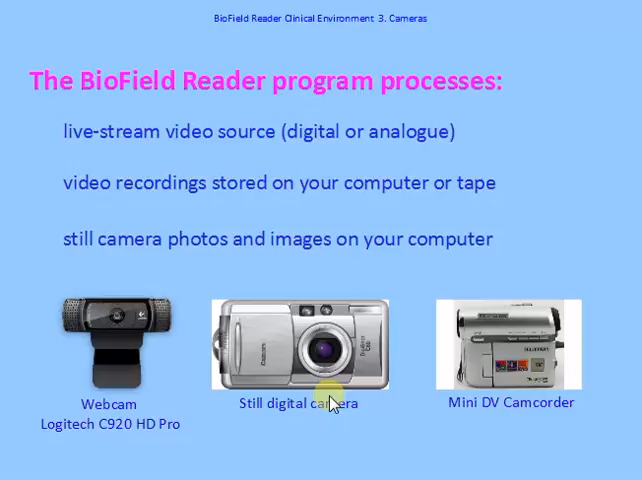 BioField Reader Clinical Environment 3. Cameras
The BioField Reader program processes:
live-stream video source (digital or analogue)
video recordings stored on your computer or tape
still camera photos and images on your computer
Canon
Webcam
Logitech C920 HD Pro
Still digital camera
Mini DV Camcorder